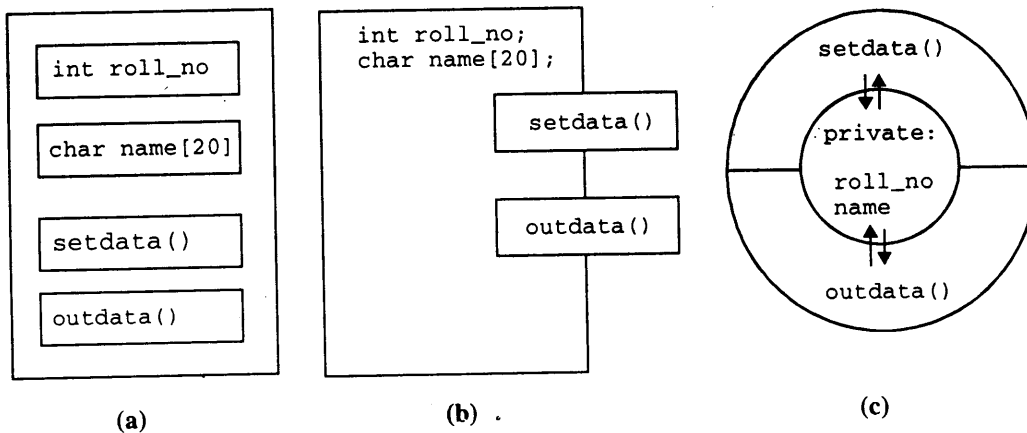 int roll_no
char name[20]
setdata()
outdata()
(a)
int roll_no;
char name[20];
setdata()
outdata()
(b)
setdata()
private:
roll_no
name
outdata()
(c)